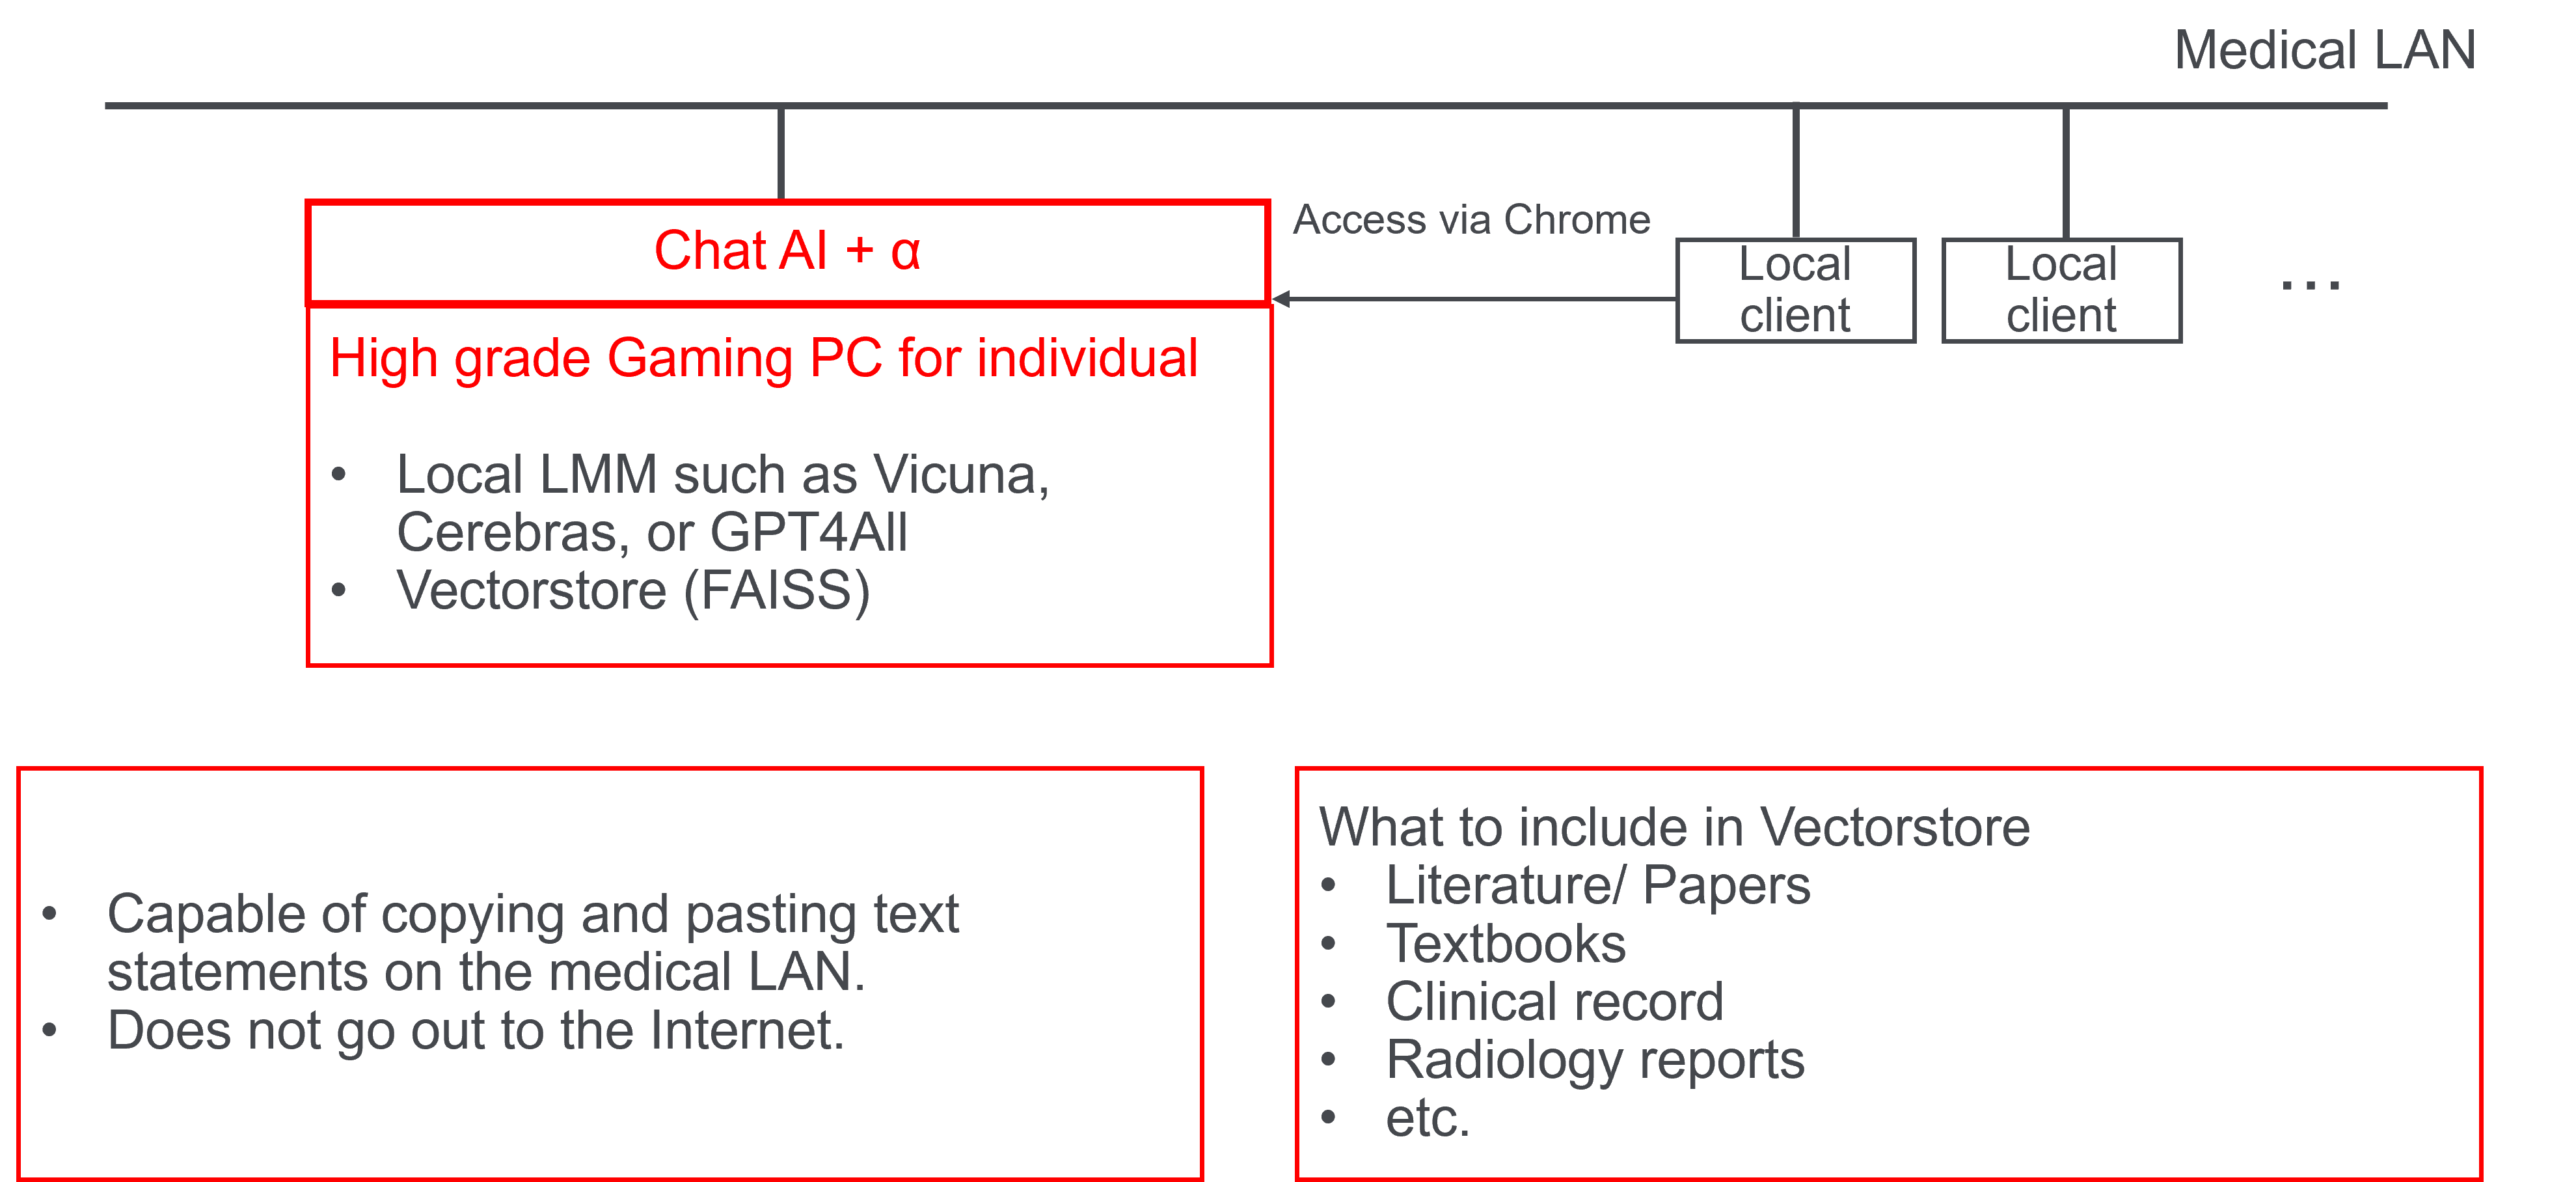 Medical LAN
Chat AI + α
Access via Chrome
Local
client
Local
client
...
High grade Gaming PC for individual
• Local LMM such as Vicuna,
Cerebras, or GPT4All
• Vectorstore (FAISS)
• Capable of copying and pasting text
statements on the medical LAN.
• Does not go out to the Internet.
What to include in Vectorstore
• Literature/ Papers
• Textbooks
• Clinical record
• Radiology reports
• etc.